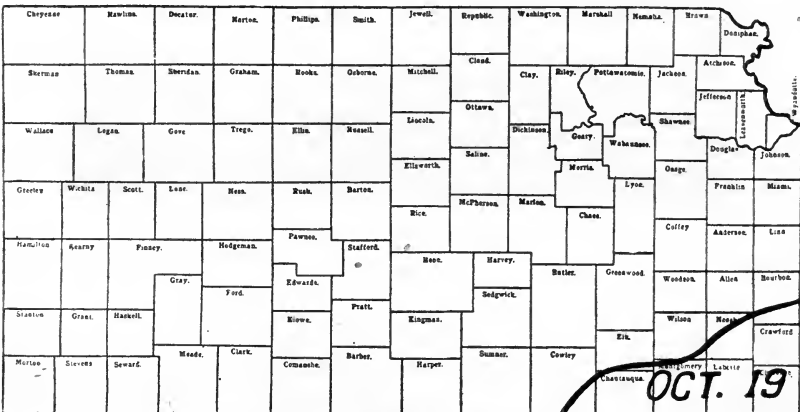 Cheyenne Rawlins. Decatur. Norton. Phillips. Smith. Jewell. Republic. Washington. Marshall Nemaha. Brown Doniphan.
Sherman Thomas. Sheridan. Graham. Rooks. Osborne. Mitchell. Cloud. Clay. Riley. Pottawatomie. Jackson. Atchison.
Jefferson Leavenworth. Wyandotte.
Lincoln. Ottawa. Shawnee.
Wallace Logan. Gove Trego. Ellis. Russell. Dickinson. Geary. Wabaunsee. Douglas Johnson.
Ellsworth. Saline. Morris. Osage.
Greeley Wichita Scott. Lane. Ness. Rush. Barton. Lyon. Franklin Miami.
Rice. McPherson. Marion. Chase.
Hamilton Kearny Finney. Hodgeman. Pawnee. Stafford. Coffey Anderson. Linn
Reno. Harvey. Butler. Greenwood.
Gray. Ford. Edwards. Sedgwick. Woodson. Allen Bourbon.
Stanton Grant. Haskell. Kiowa. Pratt. Kingman. Wilson Neosho
Elk. Crawford
Morton Stevens Seward. Meade. Clark. Comanche. Barber. Harper. Sumner. Cowley Chautauqua. Montgomery Labette
OCT. 19